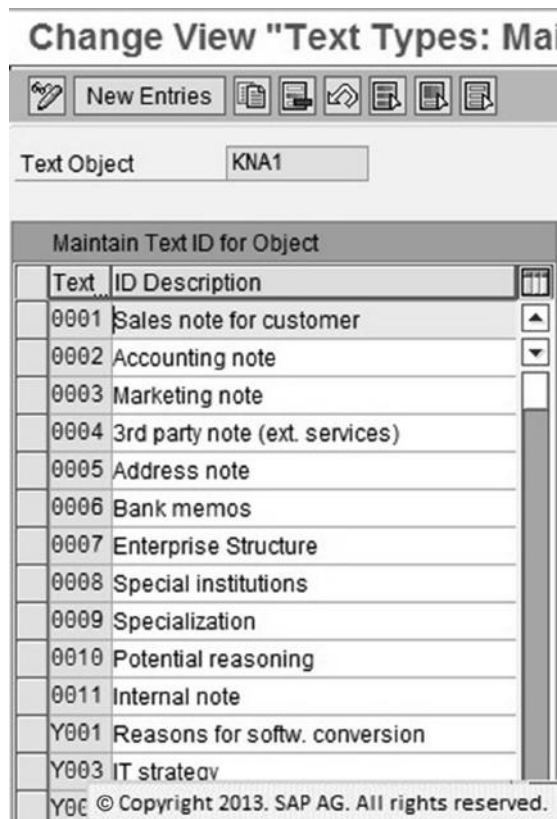 Change View "Text Types: Mai
New Entries
Text Object KNA1
Maintain Text ID for Object
Text ID Description
0001 Sales note for customer
0002 Accounting note
0003 Marketing note
0004 3rd party note (ext. services)
0005 Address note
0006 Bank memos
0007 Enterprise Structure
0008 Special institutions
0009 Specialization
0010 Potential reasoning
0011 Internal note
Y001 Reasons for softw. conversion
Y003 IT strategy
© Copyright 2013. SAP AG. All rights reserved.